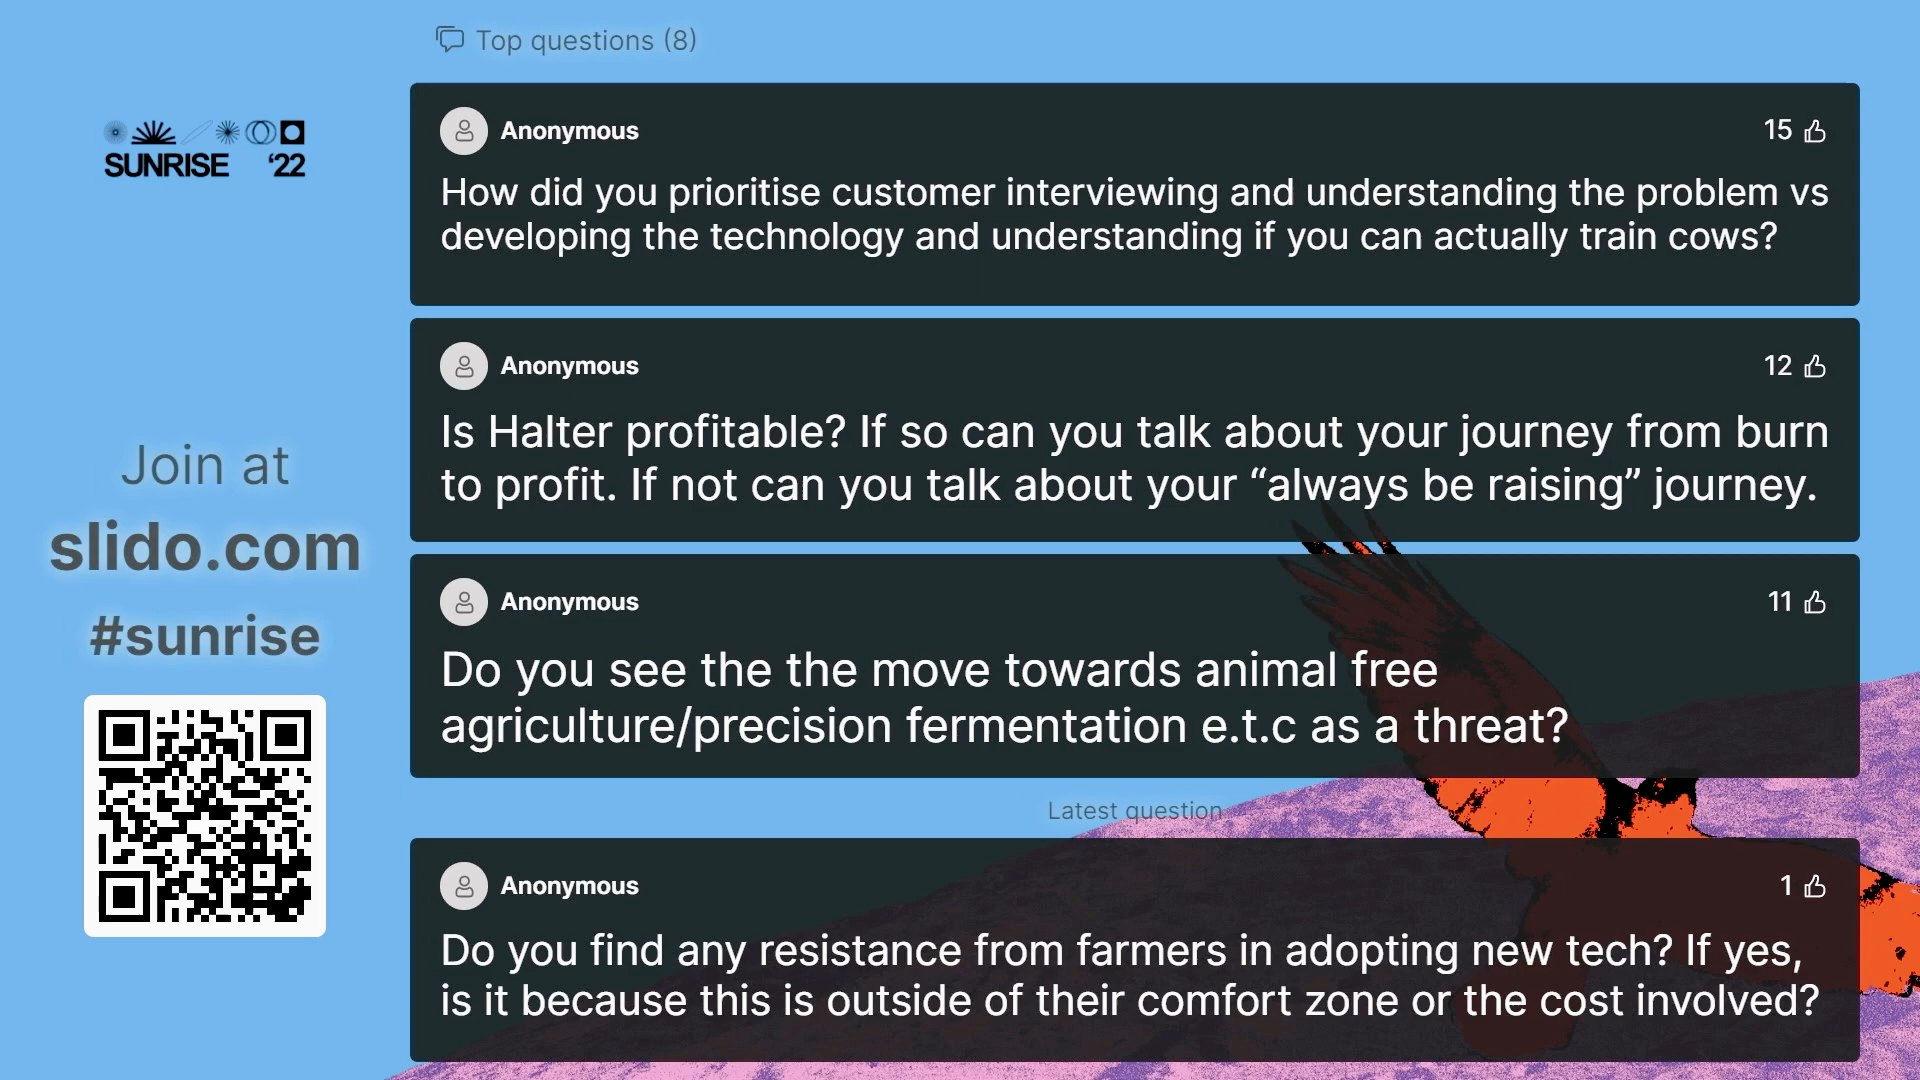 Top questions (8)
SUNRISE '22
Join at
slido.com
#sunrise
Anonymous
15
How did you prioritise customer interviewing and understanding the problem vs
developing the technology and understanding if you can actually train cows?
Anonymous
12
Is Halter profitable? If so can you talk about your journey from burn
to profit. If not can you talk about your “always be raising” journey.
Anonymous
11
Do you see the the move towards animal free
agriculture/precision fermentation e.t.c as a threat?
Latest question
Anonymous
1
Do you find any resistance from farmers in adopting new tech? If yes,
is it because this is outside of their comfort zone or the cost involved?